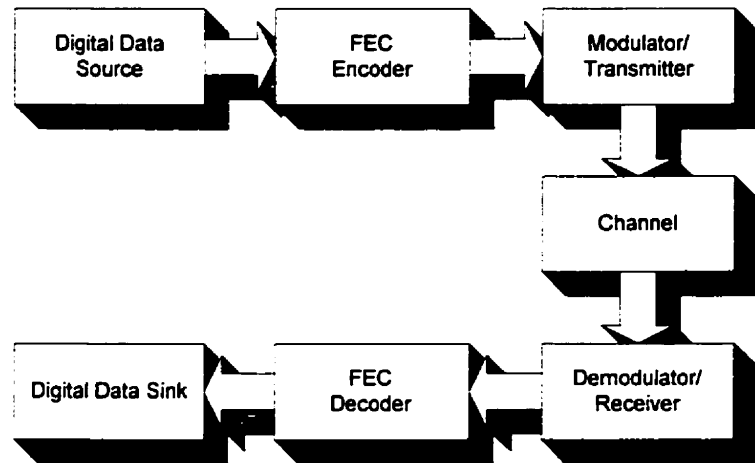 Digital Data
Source
FEC
Encoder
Modulator/
Transmitter
Channel
Demodulator/
Receiver
FEC
Decoder
Digital Data Sink